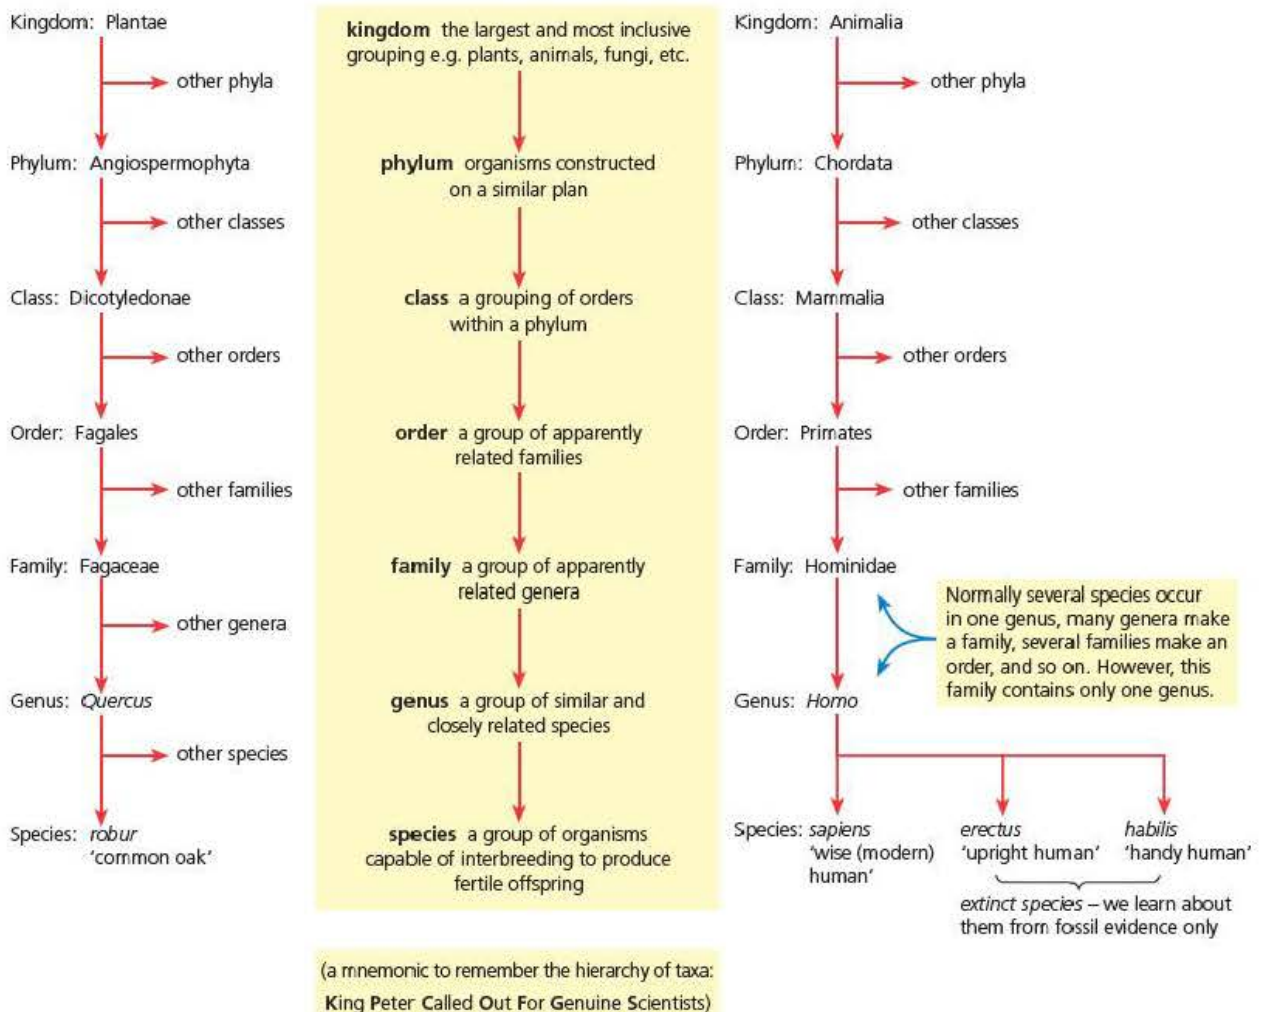 Kingdom: Plantae
other phyla
Phylum: Angiospermophyta
other classes
Class: Dicotyledonae
other orders
Order: Fagales
other families
Family: Fagaceae
other genera
Genus: Quercus
other species
Species: robur
‘common oak’
kingdom the largest and most inclusive
grouping e.g. plants, animals, fungi, etc.
phylum organisms constructed
on a similar plan
class a grouping of orders
within a phylum
order a group of apparently
related families
family a group of apparently
related genera
genus a group of similar and
closely related species
species a group of organisms
capable of interbreeding to produce
fertile offspring
(a mnemonic to remember the hierarchy of taxa:
King Peter Called Out For Genuine Scientists)
Kingdom: Animalia
other phyla
Phylum: Chordata
other classes
Class: Mammalia
other orders
Order: Primates
other families
Family: Hominidae
Normally several species occur
in one genus, many genera make
a family, several families make an
order, and so on. However, this
family contains only one genus.
Genus: Homo
Species: sapiens
‘wise (modern)
human’
erectus
‘upright human’
habilis
‘handy human’
extinct species – we learn about
them from fossil evidence only